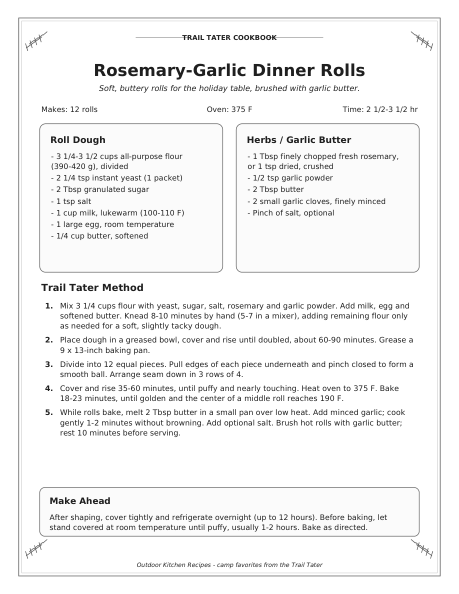 TRAIL TATER COOKBOOK
Rosemary-Garlic Dinner Rolls
Soft, buttery rolls for the holiday table, brushed with garlic butter.
Makes: 12 rolls Oven: 375 F Time: 2 1/2-3 1/2 hr
Roll Dough
- 3 1/4-3 1/2 cups all-purpose flour
(390-420 g), divided
- 2 1/4 tsp instant yeast (1 packet)
- 2 Tbsp granulated sugar
- 1 tsp salt
- 1 cup milk, lukewarm (100-110 F)
- 1 large egg, room temperature
- 1/4 cup butter, softened
Herbs / Garlic Butter
- 1 Tbsp finely chopped fresh rosemary,
or 1 tsp dried, crushed
- 1/2 tsp garlic powder
- 2 Tbsp butter
- 2 small garlic cloves, finely minced
- Pinch of salt, optional
Trail Tater Method
1. Mix 3 1/4 cups flour with yeast, sugar, salt, rosemary and garlic powder. Add milk, egg and
softened butter. Knead 8-10 minutes by hand (5-7 in a mixer), adding remaining flour only
as needed for a soft, slightly tacky dough.
2. Place dough in a greased bowl, cover and rise until doubled, about 60-90 minutes. Grease a
9 x 13-inch baking pan.
3. Divide into 12 equal pieces. Pull edges of each piece underneath and pinch closed to form a
smooth ball. Arrange seam down in 3 rows of 4.
4. Cover and rise 35-60 minutes, until puffy and nearly touching. Heat oven to 375 F. Bake
18-23 minutes, until golden and the center of a middle roll reaches 190 F.
5. While rolls bake, melt 2 Tbsp butter in a small pan over low heat. Add minced garlic; cook
gently 1-2 minutes without browning. Add optional salt. Brush hot rolls with garlic butter;
rest 10 minutes before serving.
Make Ahead
After shaping, cover tightly and refrigerate overnight (up to 12 hours). Before baking, let
stand covered at room temperature until puffy, usually 1-2 hours. Bake as directed.
Outdoor Kitchen Recipes - camp favorites from the Trail Tater